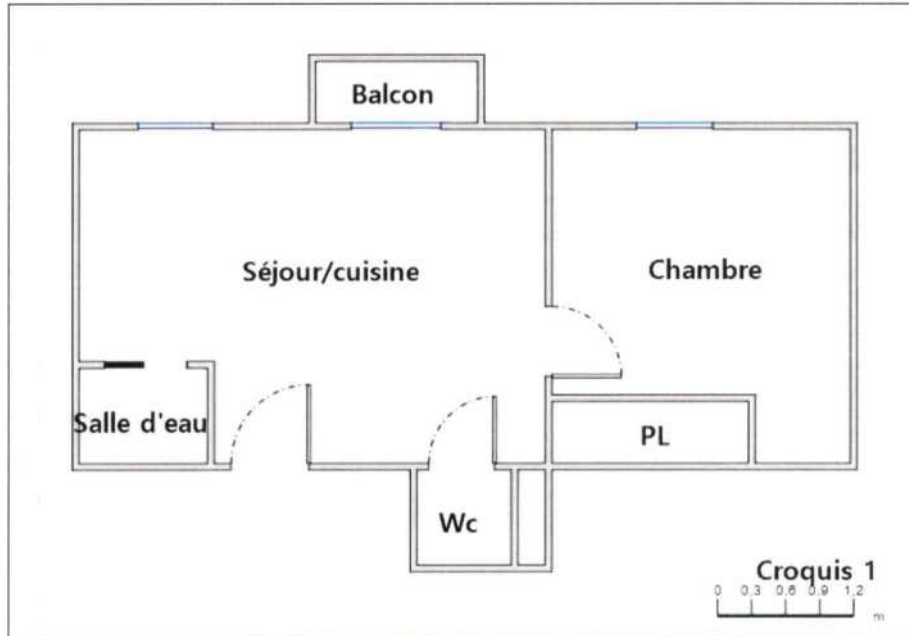 Balcon
Séjour/cuisine
Chambre
Salle d'eau
PL
Wc
Croquis 1
0 0,3 0,6 0,9 1,2
m